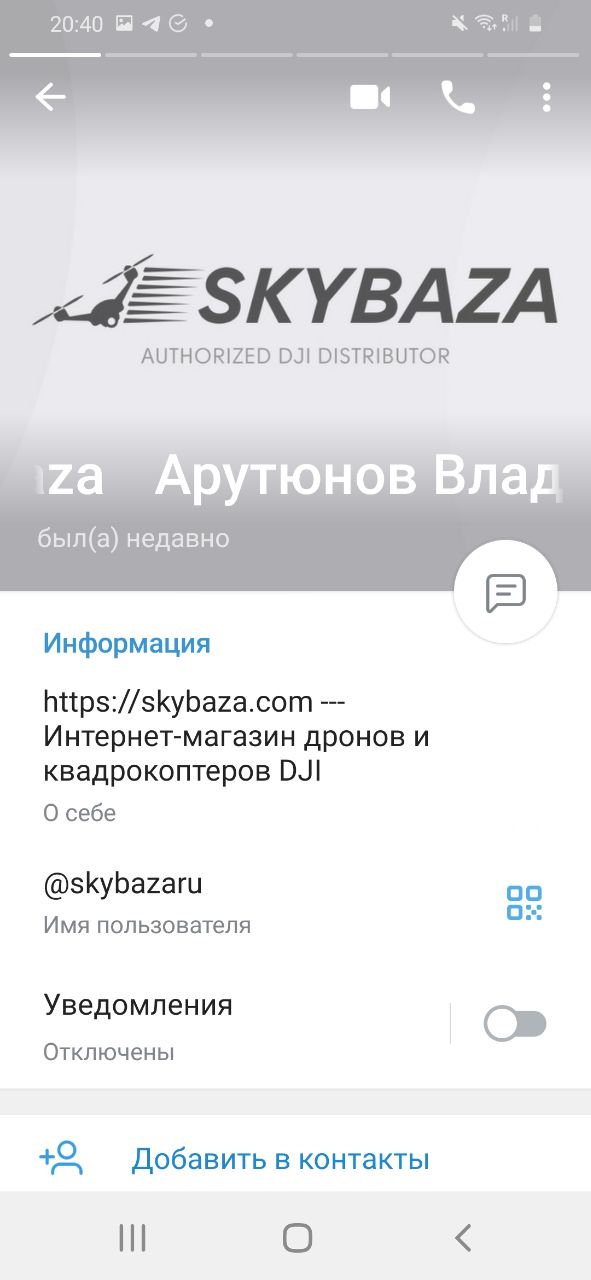 20:40
SKYBAZA
AUTHORIZED DJI DISTRIBUTOR
Арутюнов Влад
был(а) недавно
Информация
https://skybaza.com ---
Интернет-магазин дронов и
квадрокоптеров DJI
О себе
@skybazaru
Имя пользователя
Уведомления
Отключены
Добавить в контакты